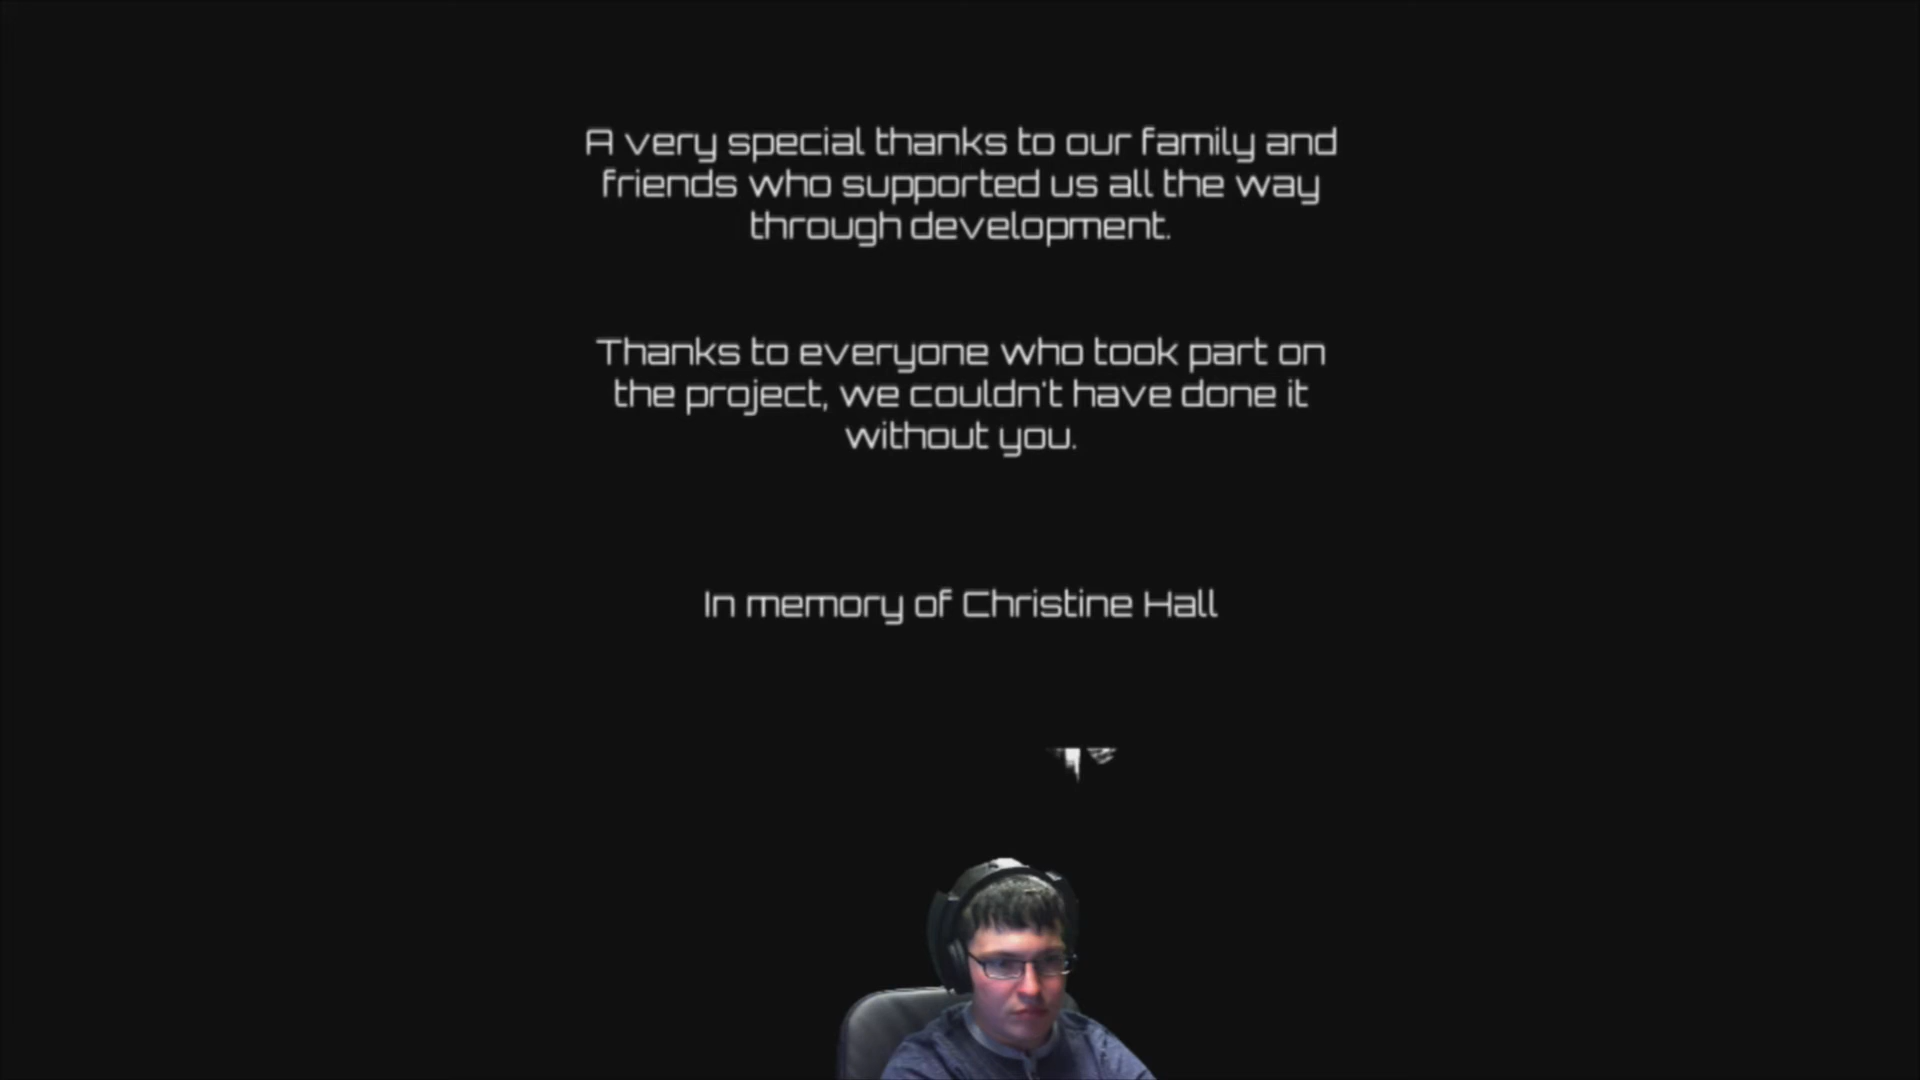 A very special thanks to our family and
friends who supported us all the way
through development.
Thanks to everyone who took part on
the project, we couldn't have done it
without you.
In memory of Christine Hall